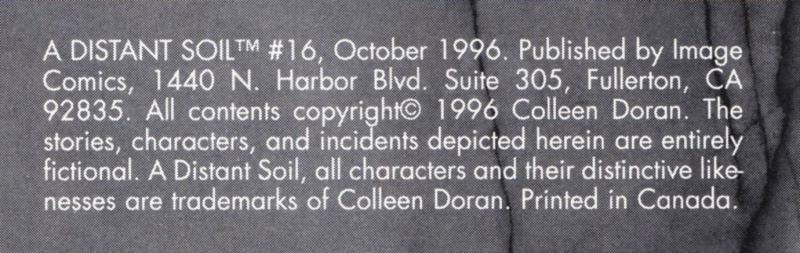 A DISTANT SOIL™ #16, October 1996. Published by Image
Comics, 1440 N. Harbor Blvd. Suite 305, Fullerton, CA
92835. All contents copyright© 1996 Colleen Doran. The
stories, characters, and incidents depicted herein are entirely
fictional. A Distant Soil, all characters and their distinctive like-
nesses are trademarks of Colleen Doran. Printed in Canada.